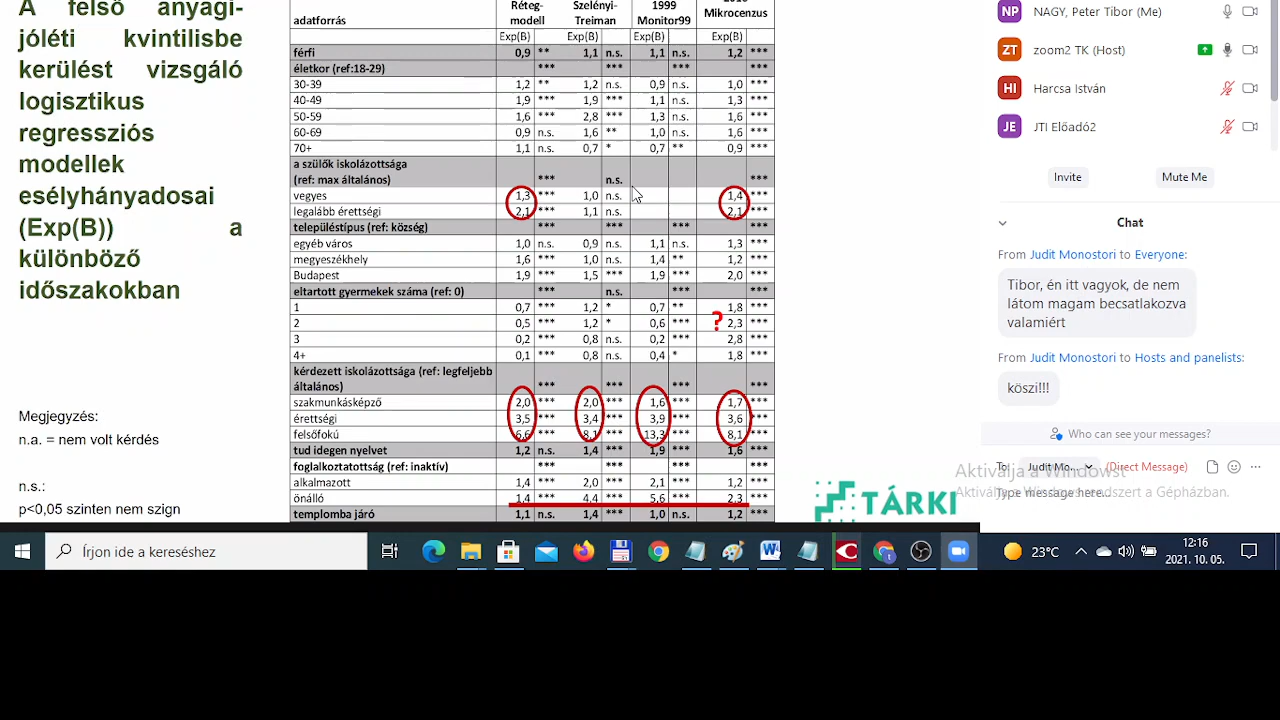 A felső anyagi-
jóléti kvintilisbe
kerülést vizsgáló
logisztikus
regressziós
modellek
esélyhányadosai
(Exp(B)) a
különböző
időszakokban
Megjegyzés:
n.a. = nem volt kérdés
n.s.:
p<0,05 szinten nem szign
adatforrás Réteg-modell Szelényi-Treiman 1999 Monitor99 Mikrocenzus
Exp(B) Exp(B) Exp(B) Exp(B)
férfi 0,9 ** 1,1 n.s. 1,1 n.s. 1,2 ***
életkor (ref:18-29) *** *** *** ***
30-39 1,2 ** 1,2 n.s. 0,9 n.s. 1,0 ***
40-49 1,9 *** 1,9 *** 1,1 n.s. 1,3 ***
50-59 1,6 *** 2,8 *** 1,3 n.s. 1,6 ***
60-69 0,9 n.s. 1,6 ** 1,0 n.s. 1,6 ***
70+ 1,1 n.s. 0,7 * 0,7 ** 0,9 ***
a szülők iskolázottsága
(ref: max általános) *** n.s. ***
vegyes 1,3 *** 1,0 n.s. 1,4 ***
legalább érettségi 2,1 *** 1,1 n.s. 2,1 ***
településtípus (ref: község) *** *** *** ***
egyéb város 1,0 n.s. 0,9 n.s. 1,1 n.s. 1,3 ***
megyeszékhely 1,6 *** 1,0 n.s. 1,4 ** 1,2 ***
Budapest 1,9 *** 1,5 *** 1,9 *** 2,0 ***
eltartott gyermekek száma (ref: 0) *** n.s. *** ***
1 0,7 *** 1,2 * 0,7 ** 1,8 ***
2 0,5 *** 1,2 * 0,6 *** ? 2,3 ***
3 0,2 *** 0,8 n.s. 0,2 *** 2,8 ***
4+ 0,1 *** 0,8 n.s. 0,4 * 1,8 ***
kérdezett iskolázottsága (ref: legfeljebb
általános) *** *** *** ***
szakmunkásképző 2,0 *** 2,0 *** 1,6 *** 1,7 ***
érettségi 3,5 *** 3,4 *** 3,9 *** 3,6 ***
felsőfokú 6,6 *** 8,1 *** 13,3 *** 8,1 ***
tud idegen nyelvet 1,2 n.s. 1,4 *** 1,9 *** 1,6 ***
foglalkoztatottság (ref: inaktív) *** *** *** ***
alkalmazott 1,4 *** 2,0 *** 2,1 *** 1,2 ***
önálló 1,4 *** 4,4 *** 5,6 *** 2,3 ***
templomba járó 1,1 n.s. 1,4 *** 1,0 n.s. 1,2 ***
TÁRKI
NP NAGY, Peter Tibor (Me)
ZT zoom2 TK (Host)
HI Harcsa István
JE JTI Előadó2
Invite Mute Me
Chat
From Judit Monostori to Everyone:
Tibor, én itt vagyok, de nem
látom magam becsatlakozva
valamiért
From Judit Monostori to Hosts and panelists:
köszi!!!
Who can see your messages?
To: Judit Mo... (Direct Message)
Type message here...
Aktiválja a Windowst
Aktiválja a Windows rendszert a Gépházban.
Írjon ide a kereséshez
23°C
12:16
2021. 10. 05.